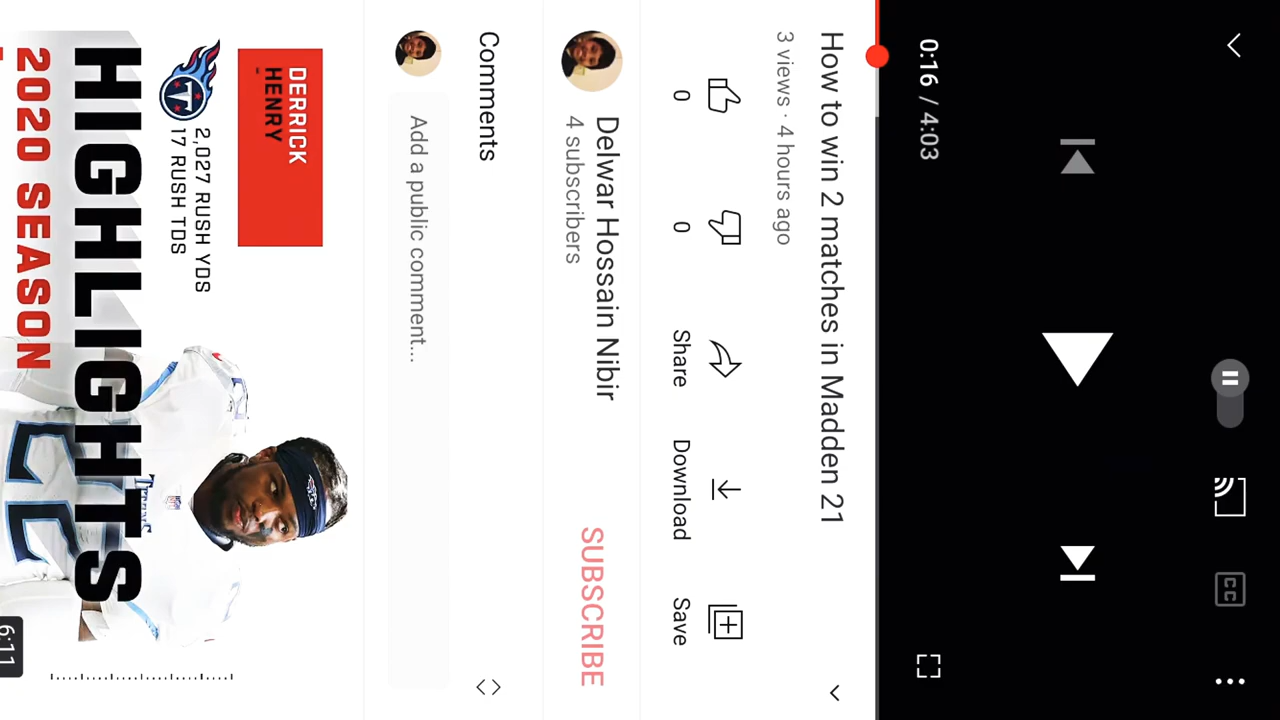 0:16 / 4:03
How to win 2 matches in Madden 21
3 views · 4 hours ago
0
0
Share
Download
Save
Delwar Hossain Nibir
4 subscribers
SUBSCRIBE
Comments
Add a public comment...
DERRICK
HENRY
2,027 RUSH YDS
17 RUSH TDS
HIGHLIGHTS
2020 SEASON
6:11